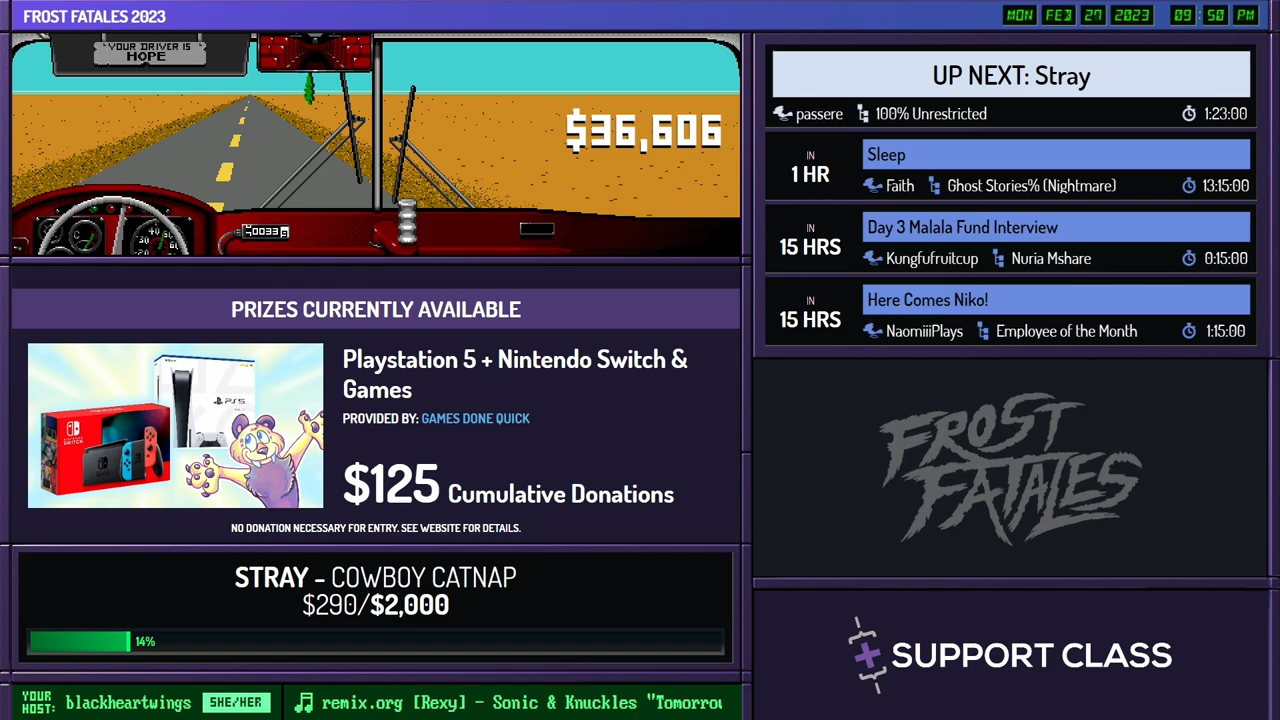 FROST FATALES 2023
MON FEB 27 2023 09:50 PM
YOUR DRIVER IS
HOPE
$36,606
UP NEXT: Stray
passere 100% Unrestricted 1:23:00
IN
1 HR
Sleep
Faith Ghost Stories% (Nightmare) 13:15:00
IN
15 HRS
Day 3 Malala Fund Interview
Kungfufruitcup Nuria Mshare 0:15:00
IN
15 HRS
Here Comes Niko!
NaomiiiPlays Employee of the Month 1:15:00
PRIZES CURRENTLY AVAILABLE
Playstation 5 + Nintendo Switch &
Games
PROVIDED BY: GAMES DONE QUICK
$125 Cumulative Donations
NO DONATION NECESSARY FOR ENTRY. SEE WEBSITE FOR DETAILS.
PS5
STRAY - COWBOY CATNAP
$290/$2,000
14%
FROST
FATALES
SUPPORT CLASS
YOUR
HOST: blackheartwings SHE/HER
remix.org [Rexy] - Sonic & Knuckles "Tomorrow